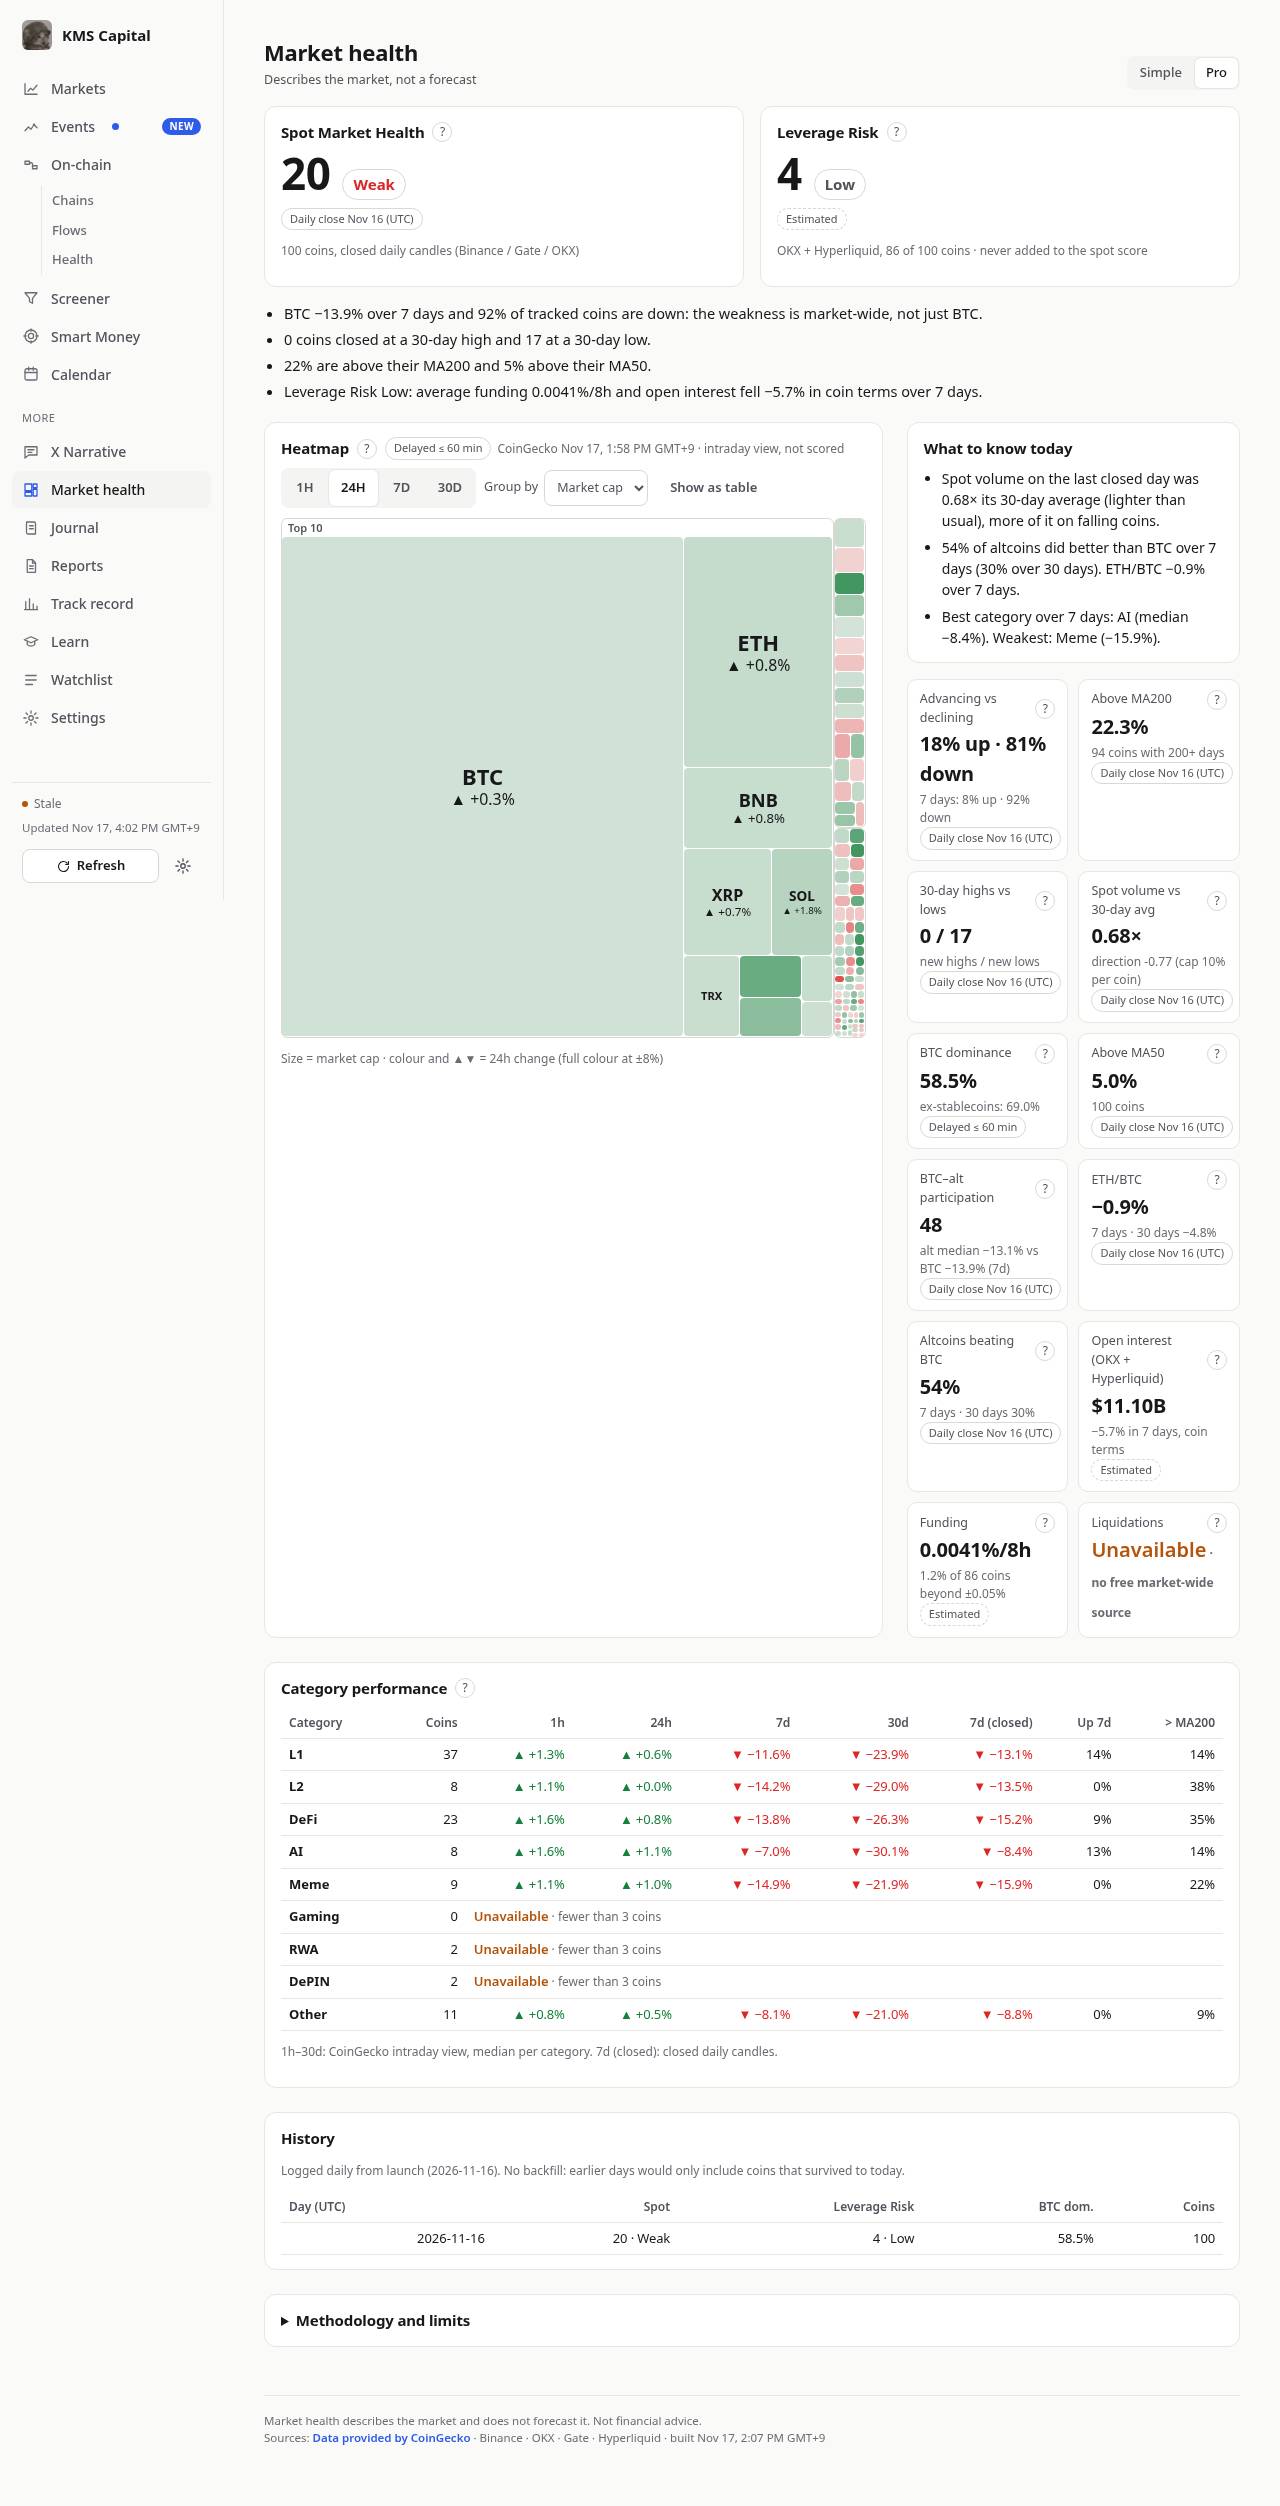 KMS Capital
Markets
Events
NEW
On-chain
Chains
Flows
Health
Screener
Smart Money
Calendar
MORE
X Narrative
Market health
Journal
Reports
Track record
Learn
Watchlist
Settings
Stale
Updated Nov 17, 4:02 PM GMT+9
Refresh
Market health
Describes the market, not a forecast
Simple Pro
Spot Market Health ?
20 Weak
Daily close Nov 16 (UTC)
100 coins, closed daily candles (Binance / Gate / OKX)
Leverage Risk ?
4 Low
Estimated
OKX + Hyperliquid, 86 of 100 coins · never added to the spot score
• BTC −13.9% over 7 days and 92% of tracked coins are down: the weakness is market-wide, not just BTC.
• 0 coins closed at a 30-day high and 17 at a 30-day low.
• 22% are above their MA200 and 5% above their MA50.
• Leverage Risk Low: average funding 0.0041%/8h and open interest fell −5.7% in coin terms over 7 days.
Heatmap ? Delayed ≤ 60 min CoinGecko Nov 17, 1:58 PM GMT+9 · intraday view, not scored
1H 24H 7D 30D Group by Market cap Show as table
Top 10
BTC
▲ +0.3%
ETH
▲ +0.8%
BNB
▲ +0.8%
XRP
▲ +0.7%
SOL
▲ +1.8%
TRX
Size = market cap · colour and ▲▼ = 24h change (full colour at ±8%)
What to know today
• Spot volume on the last closed day was
0.68× its 30-day average (lighter than
usual), more of it on falling coins.
• 54% of altcoins did better than BTC over 7
days (30% over 30 days). ETH/BTC −0.9%
over 7 days.
• Best category over 7 days: AI (median
−8.4%). Weakest: Meme (−15.9%).
Advancing vs
declining
?
18% up · 81%
down
7 days: 8% up · 92%
down
Daily close Nov 16 (UTC)
Above MA200 ?
22.3%
94 coins with 200+ days
Daily close Nov 16 (UTC)
30-day highs vs
lows
?
0 / 17
new highs / new lows
Daily close Nov 16 (UTC)
Spot volume vs
30-day avg
?
0.68×
direction -0.77 (cap 10%
per coin)
Daily close Nov 16 (UTC)
BTC dominance ?
58.5%
ex-stablecoins: 69.0%
Delayed ≤ 60 min
Above MA50 ?
5.0%
100 coins
Daily close Nov 16 (UTC)
BTC–alt
participation
?
48
alt median −13.1% vs
BTC −13.9% (7d)
Daily close Nov 16 (UTC)
ETH/BTC ?
−0.9%
7 days · 30 days −4.8%
Daily close Nov 16 (UTC)
Altcoins beating
BTC
?
54%
7 days · 30 days 30%
Daily close Nov 16 (UTC)
Open interest
(OKX +
Hyperliquid)
?
$11.10B
−5.7% in 7 days, coin
terms
Estimated
Funding ?
0.0041%/8h
1.2% of 86 coins
beyond ±0.05%
Estimated
Liquidations ?
Unavailable ·
no free market-wide
source
Category performance ?
Category Coins 1h 24h 7d 30d 7d (closed) Up 7d > MA200
L1 37 ▲ +1.3% ▲ +0.6% ▼ −11.6% ▼ −23.9% ▼ −13.1% 14% 14%
L2 8 ▲ +1.1% ▲ +0.0% ▼ −14.2% ▼ −29.0% ▼ −13.5% 0% 38%
DeFi 23 ▲ +1.6% ▲ +0.8% ▼ −13.8% ▼ −26.3% ▼ −15.2% 9% 35%
AI 8 ▲ +1.6% ▲ +1.1% ▼ −7.0% ▼ −30.1% ▼ −8.4% 13% 14%
Meme 9 ▲ +1.1% ▲ +1.0% ▼ −14.9% ▼ −21.9% ▼ −15.9% 0% 22%
Gaming 0 Unavailable · fewer than 3 coins
RWA 2 Unavailable · fewer than 3 coins
DePIN 2 Unavailable · fewer than 3 coins
Other 11 ▲ +0.8% ▲ +0.5% ▼ −8.1% ▼ −21.0% ▼ −8.8% 0% 9%
1h–30d: CoinGecko intraday view, median per category. 7d (closed): closed daily candles.
History
Logged daily from launch (2026-11-16). No backfill: earlier days would only include coins that survived to today.
Day (UTC) Spot Leverage Risk BTC dom. Coins
2026-11-16 20 · Weak 4 · Low 58.5% 100
▶ Methodology and limits
Market health describes the market and does not forecast it. Not financial advice.
Sources: Data provided by CoinGecko · Binance · OKX · Gate · Hyperliquid · built Nov 17, 2:07 PM GMT+9